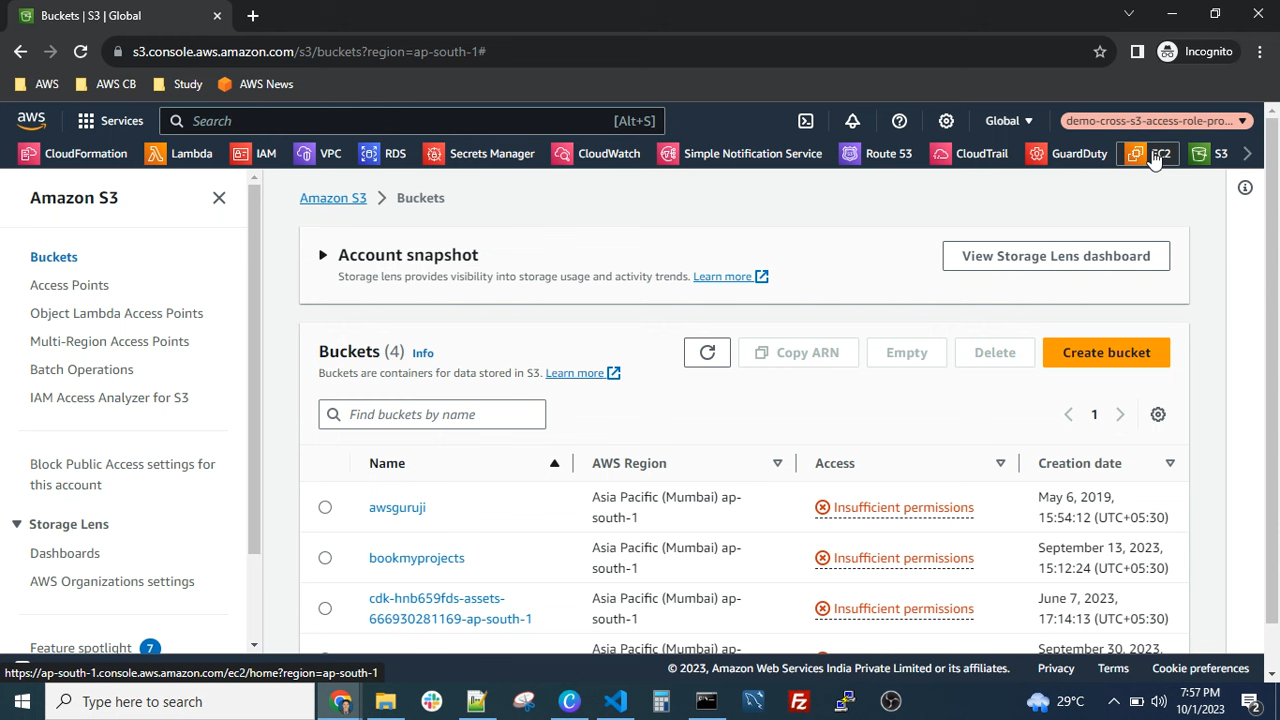 Buckets | S3 | Global
s3.console.aws.amazon.com/s3/buckets?region=ap-south-1#
Incognito
AWS
AWS CB
Study
AWS News
aws
Services
Search
[Alt+S]
Global
demo-cross-s3-access-role-pro...
CloudFormation
Lambda
IAM
VPC
RDS
Secrets Manager
CloudWatch
Simple Notification Service
Route 53
CloudTrail
GuardDuty
EC2
S3
Amazon S3
Buckets
Access Points
Object Lambda Access Points
Multi-Region Access Points
Batch Operations
IAM Access Analyzer for S3
Block Public Access settings for
this account
Storage Lens
Dashboards
AWS Organizations settings
Feature spotlight 7
Amazon S3 > Buckets
Account snapshot
Storage lens provides visibility into storage usage and activity trends. Learn more
View Storage Lens dashboard
Buckets (4) Info
Buckets are containers for data stored in S3. Learn more
Copy ARN
Empty
Delete
Create bucket
Find buckets by name
1
Name
AWS Region
Access
Creation date
awsguruji
Asia Pacific (Mumbai) ap-
south-1
Insufficient permissions
May 6, 2019,
15:54:12 (UTC+05:30)
bookmyprojects
Asia Pacific (Mumbai) ap-
south-1
Insufficient permissions
September 13, 2023,
15:12:24 (UTC+05:30)
cdk-hnb659fds-assets-
666930281169-ap-south-1
Asia Pacific (Mumbai) ap-
south-1
Insufficient permissions
June 7, 2023,
17:14:13 (UTC+05:30)
Asia Pacific (Mumbai) ap-
September 30, 2023,
https://ap-south-1.console.aws.amazon.com/ec2/home?region=ap-south-1
© 2023, Amazon Web Services India Private Limited or its affiliates.
Privacy
Terms
Cookie preferences
Type here to search
29°C
7:57 PM
10/1/2023
2